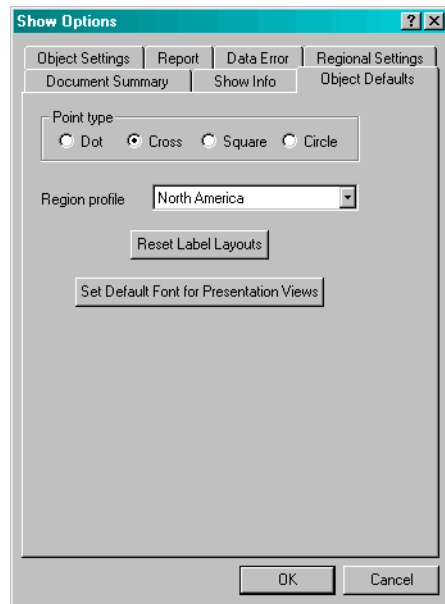 Show Options
Object Settings Report Data Error Regional Settings
Document Summary Show Info Object Defaults
Point type
Dot Cross Square Circle
Region profile North America
Reset Label Layouts
Set Default Font for Presentation Views
OK Cancel